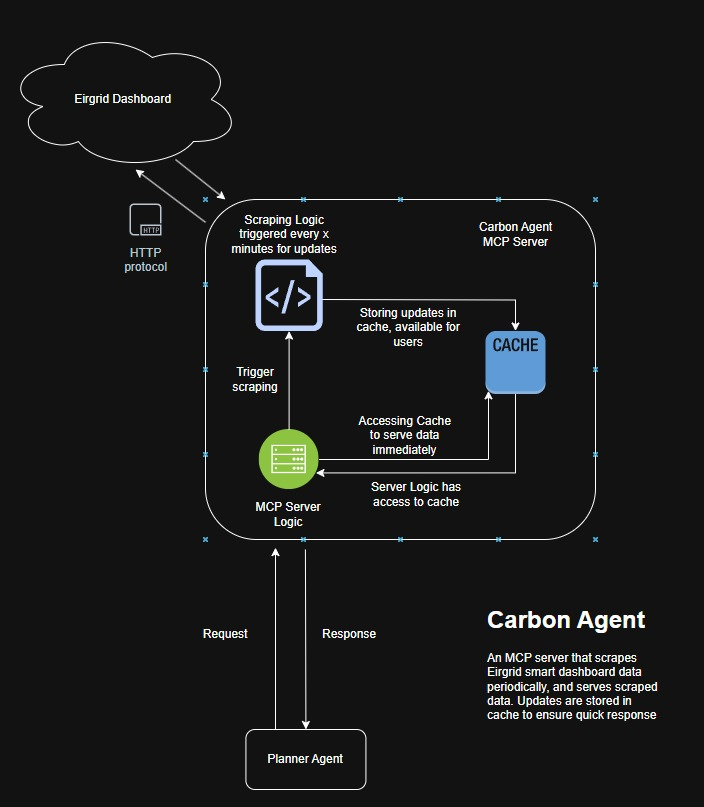 Eirgrid Dashboard
HTTP
HTTP
protocol
Scraping Logic
triggered every x
minutes for updates
Carbon Agent
MCP Server
</>
Storing updates in
cache, available for
users
CACHE
Trigger
scraping
Accessing Cache
to serve data
immediately
Server Logic has
access to cache
MCP Server
Logic
Request
Response
Carbon Agent
An MCP server that scrapes
Eirgrid smart dashboard data
periodically, and serves scraped
data. Updates are stored in
cache to ensure quick response
Planner Agent